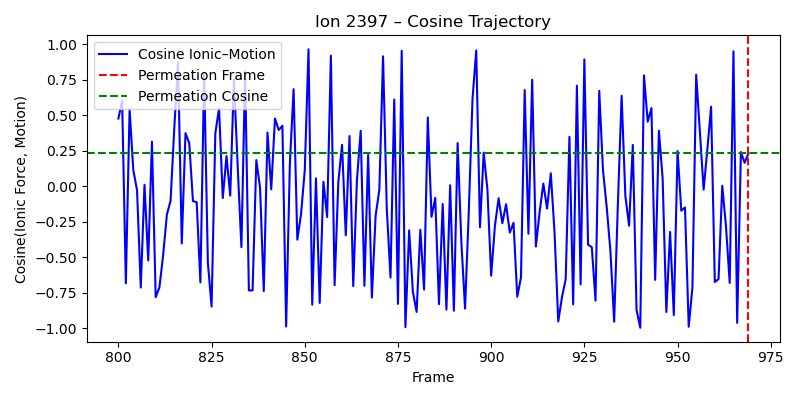 Ion 2397 – Cosine Trajectory
Cosine(Ionic Force, Motion)
1.00
0.75
0.50
0.25
0.00
−0.25
−0.50
−0.75
−1.00
Cosine Ionic–Motion
Permeation Frame
Permeation Cosine
800
825
850
875
900
925
950
975
Frame